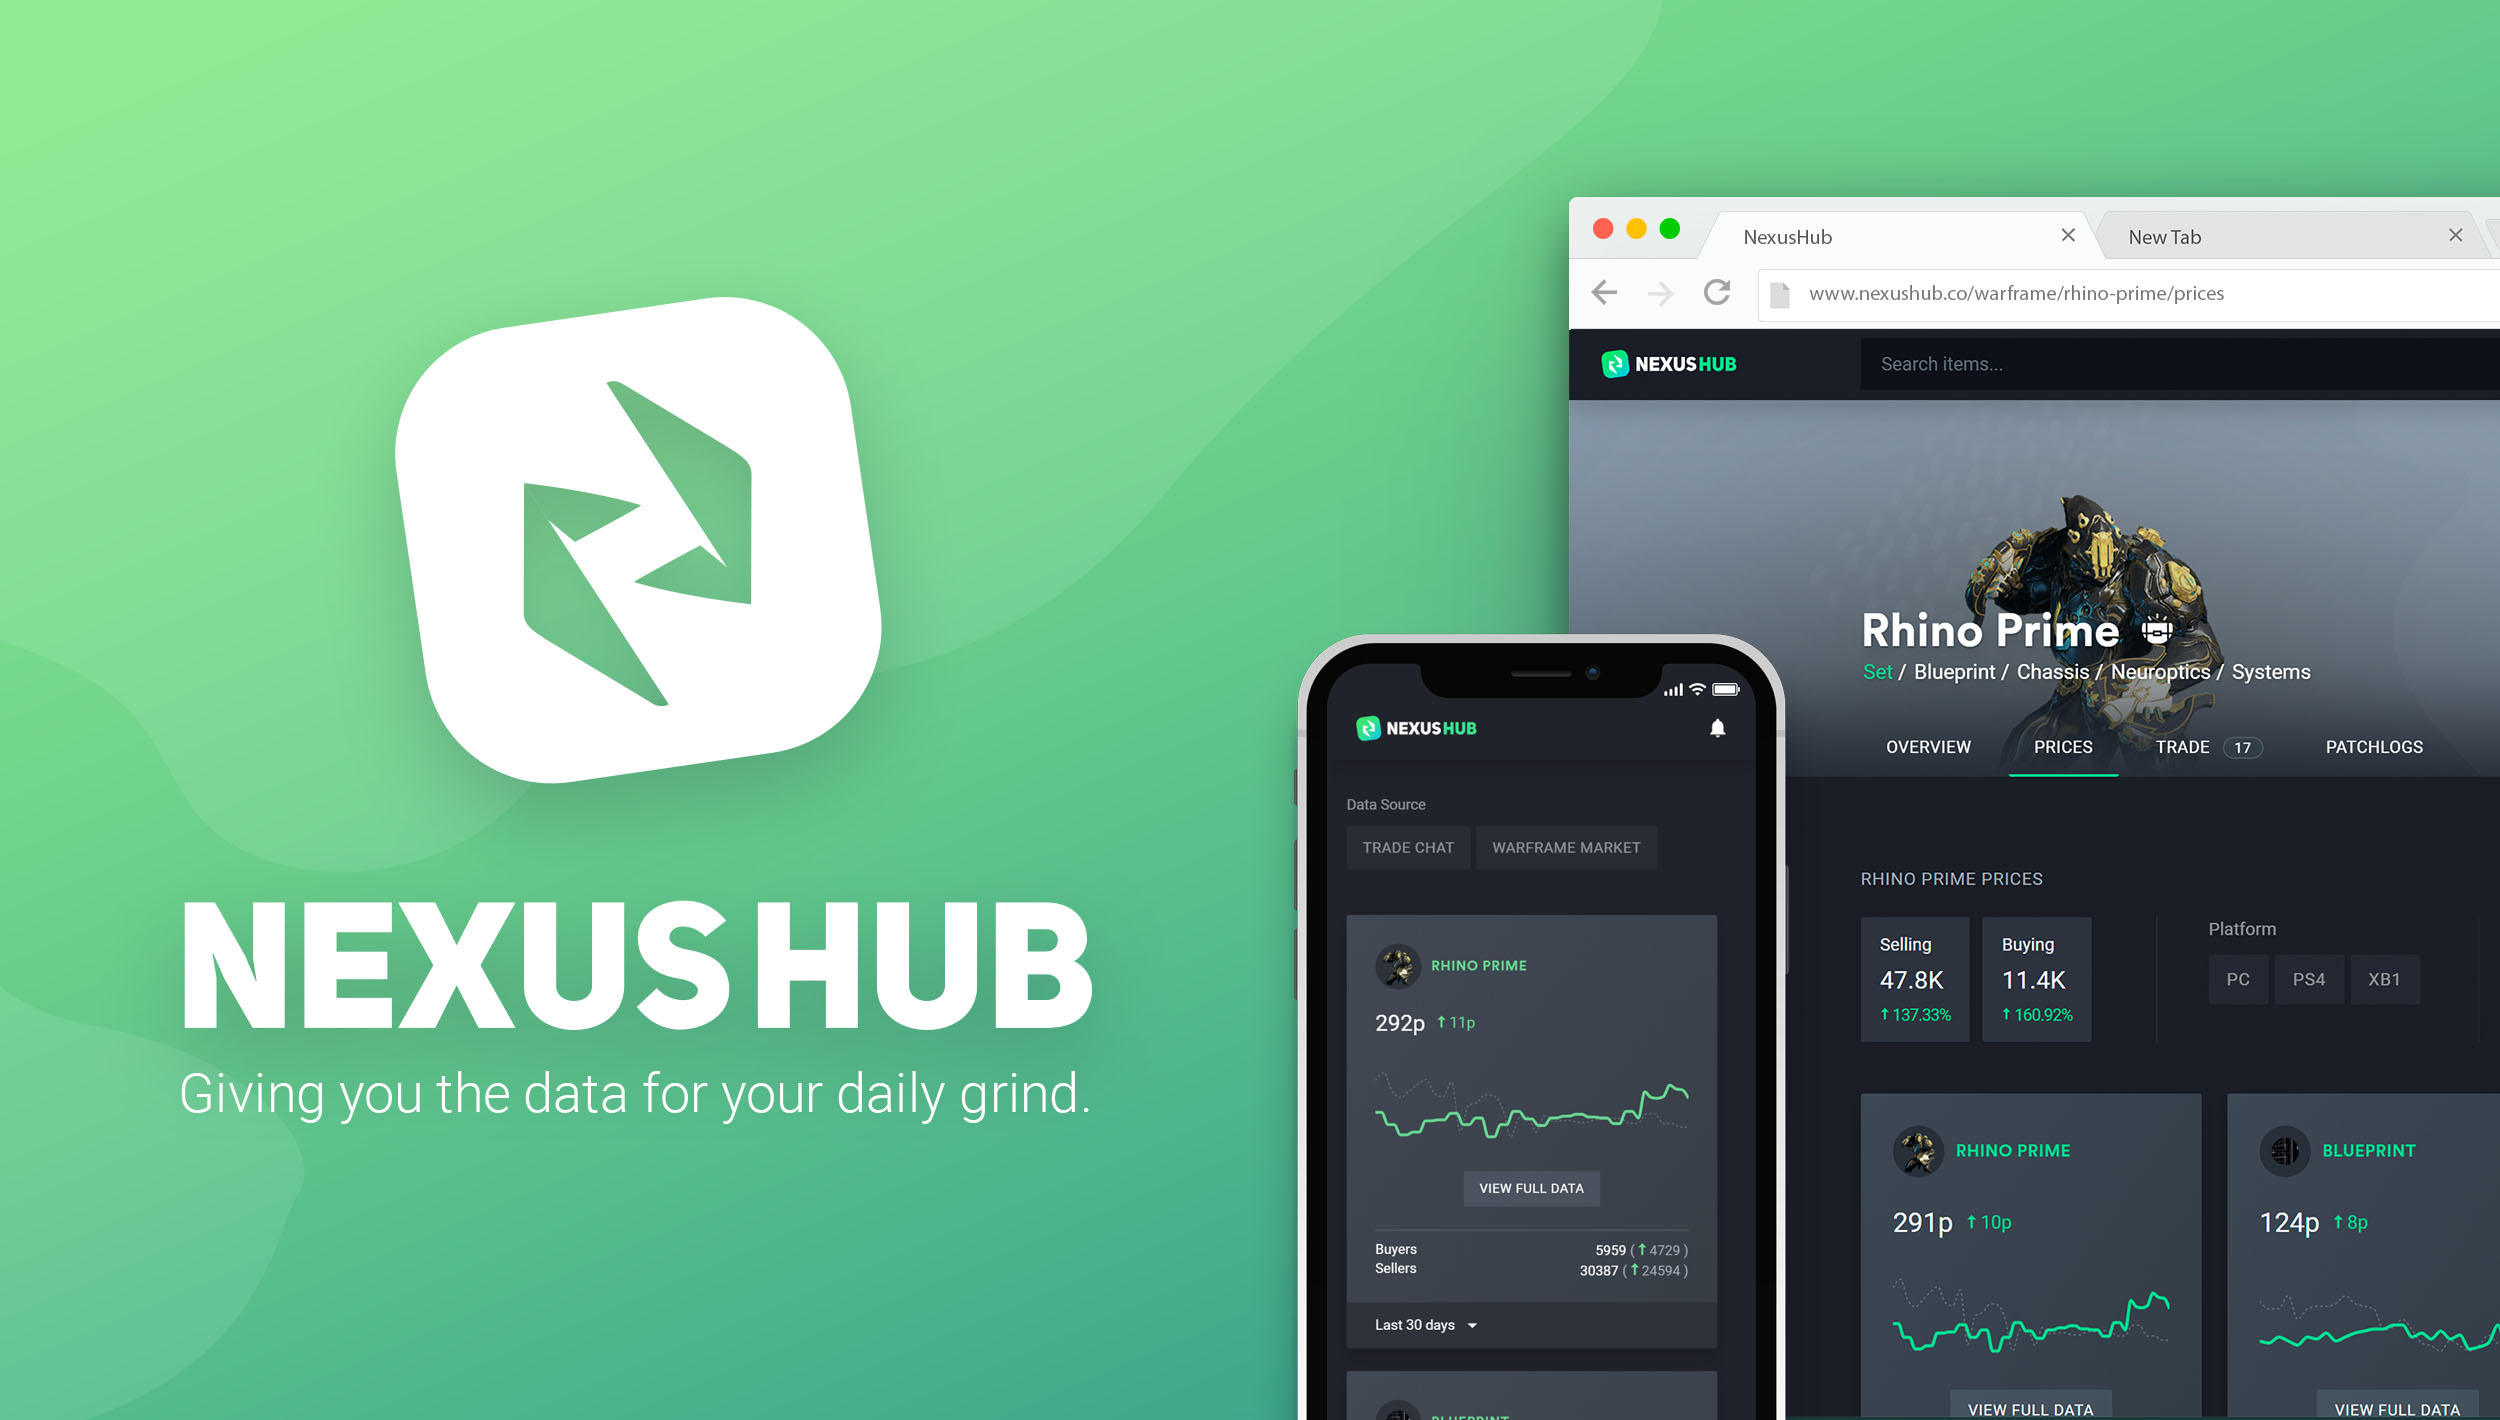 NEXUSHUB
Giving you the data for your daily grind.
NexusHub
New Tab
www.nexushub.co/warframe/rhino-prime/prices
NEXUSHUB
Search items...
Rhino Prime
Set / Blueprint / Chassis / Neuroptics / Systems
OVERVIEW PRICES TRADE 17 PATCHLOGS
RHINO PRIME PRICES
Selling
47.8K
↑137.33%
Buying
11.4K
↑160.92%
Platform
PC PS4 XB1
RHINO PRIME
291p ↑10p
VIEW FULL DATA
BLUEPRINT
124p ↑8p
VIEW FULL DATA
NEXUSHUB
Data Source
TRADE CHAT WARFRAME MARKET
RHINO PRIME
292p ↑11p
VIEW FULL DATA
Buyers 5959 (↑4729)
Sellers 30387 (↑24594)
Last 30 days
BLUEPRINT